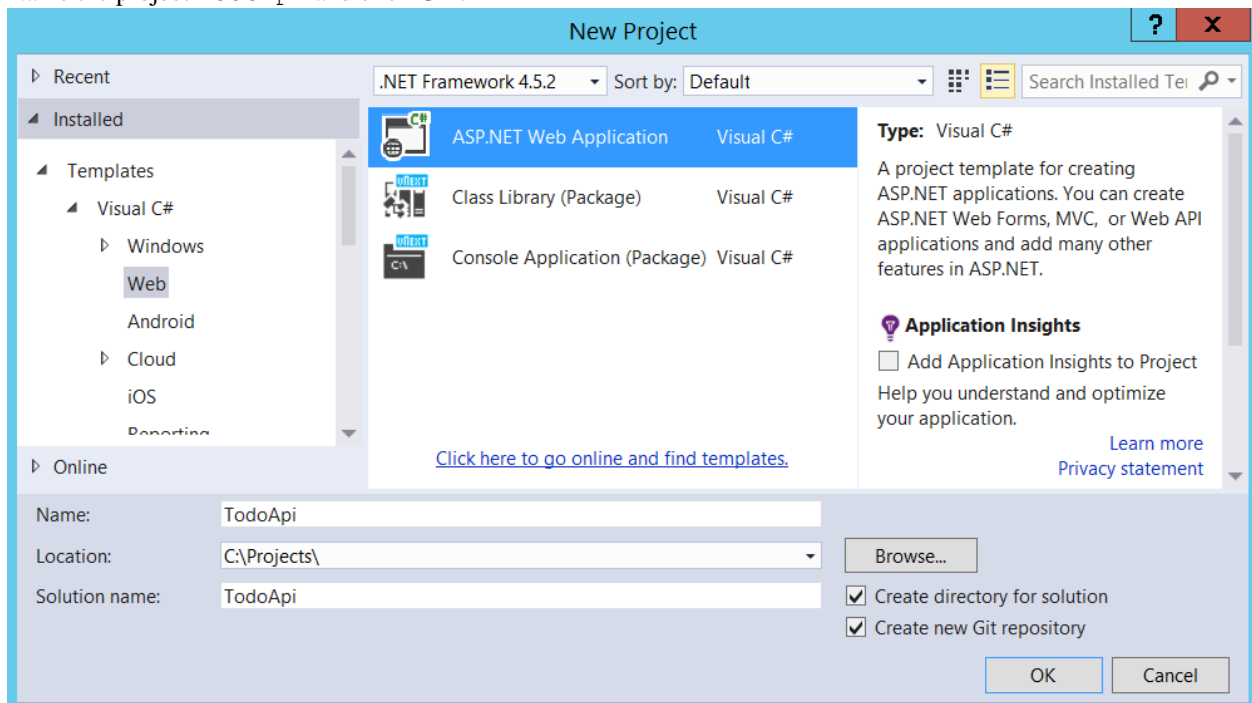 New Project
? X
Recent
.NET Framework 4.5.2 Sort by: Default Search Installed Te
Installed
Templates
Visual C#
Windows
Web
Android
Cloud
iOS
Reporting
Online
C#
ASP.NET Web Application Visual C#
Class Library (Package) Visual C#
C:\
Console Application (Package) Visual C#
Click here to go online and find templates.
Type: Visual C#
A project template for creating
ASP.NET applications. You can create
ASP.NET Web Forms, MVC, or Web API
applications and add many other
features in ASP.NET.
Application Insights
Add Application Insights to Project
Help you understand and optimize
your application.
Learn more
Privacy statement
Name: TodoApi
Location: C:\Projects\ Browse...
Solution name: TodoApi
Create directory for solution
Create new Git repository
OK Cancel